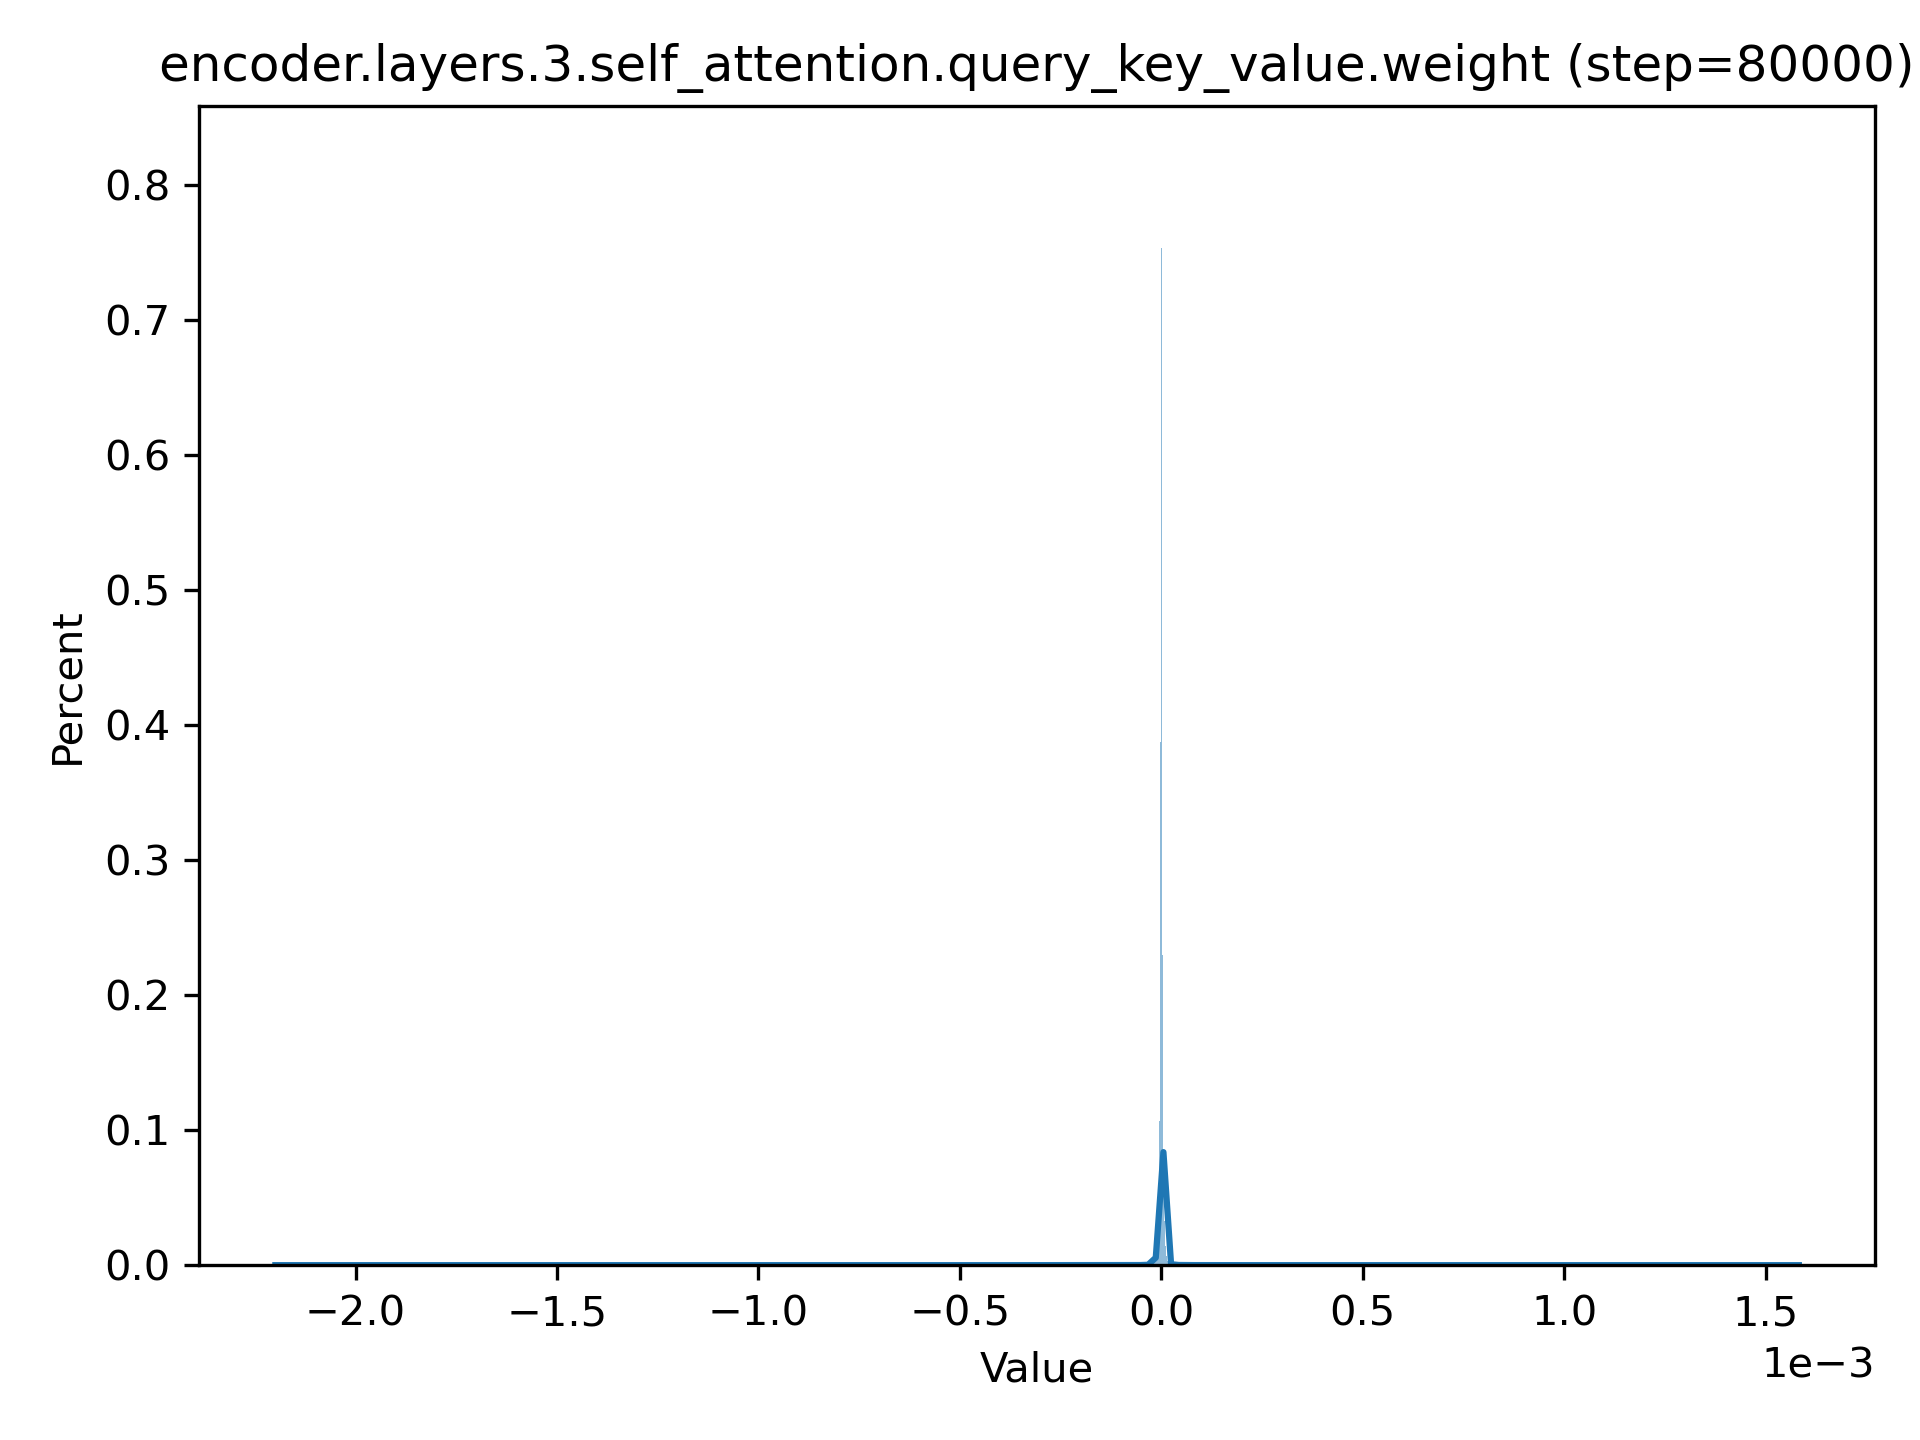 encoder.layers.3.self_attention.query_key_value.weight (step=80000)
0.8
0.7
0.6
0.5
0.4
0.3
0.2
0.1
0.0
Percent
−2.0 −1.5 −1.0 −0.5 0.0 0.5 1.0 1.5
1e−3
Value